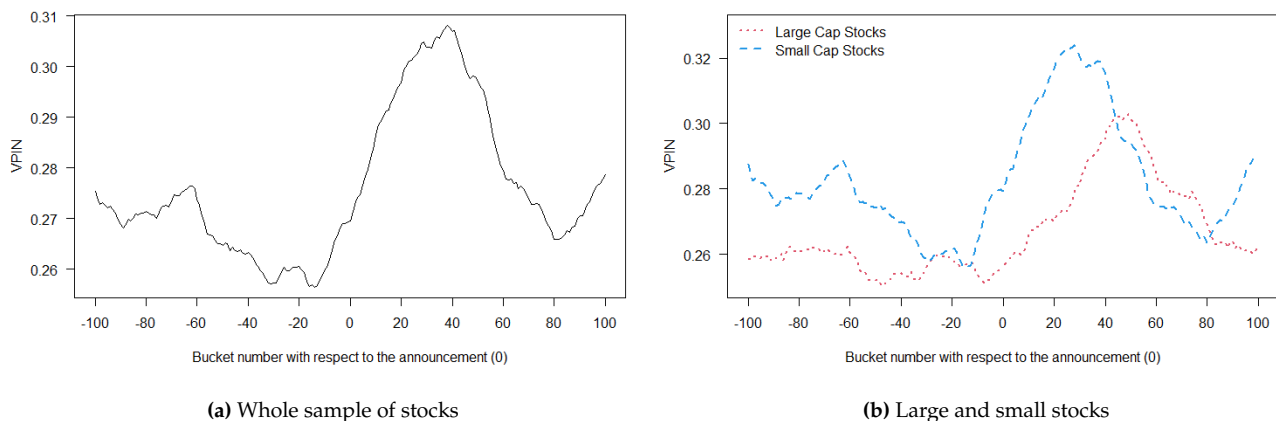 VPIN
0.31
0.30
0.29
0.28
0.27
0.26
-100 -80 -60 -40 -20 0 20 40 60 80 100
Bucket number with respect to the announcement (0)
(a) Whole sample of stocks
Large Cap Stocks
Small Cap Stocks
VPIN
0.32
0.30
0.28
0.26
-100 -80 -60 -40 -20 0 20 40 60 80 100
Bucket number with respect to the announcement (0)
(b) Large and small stocks